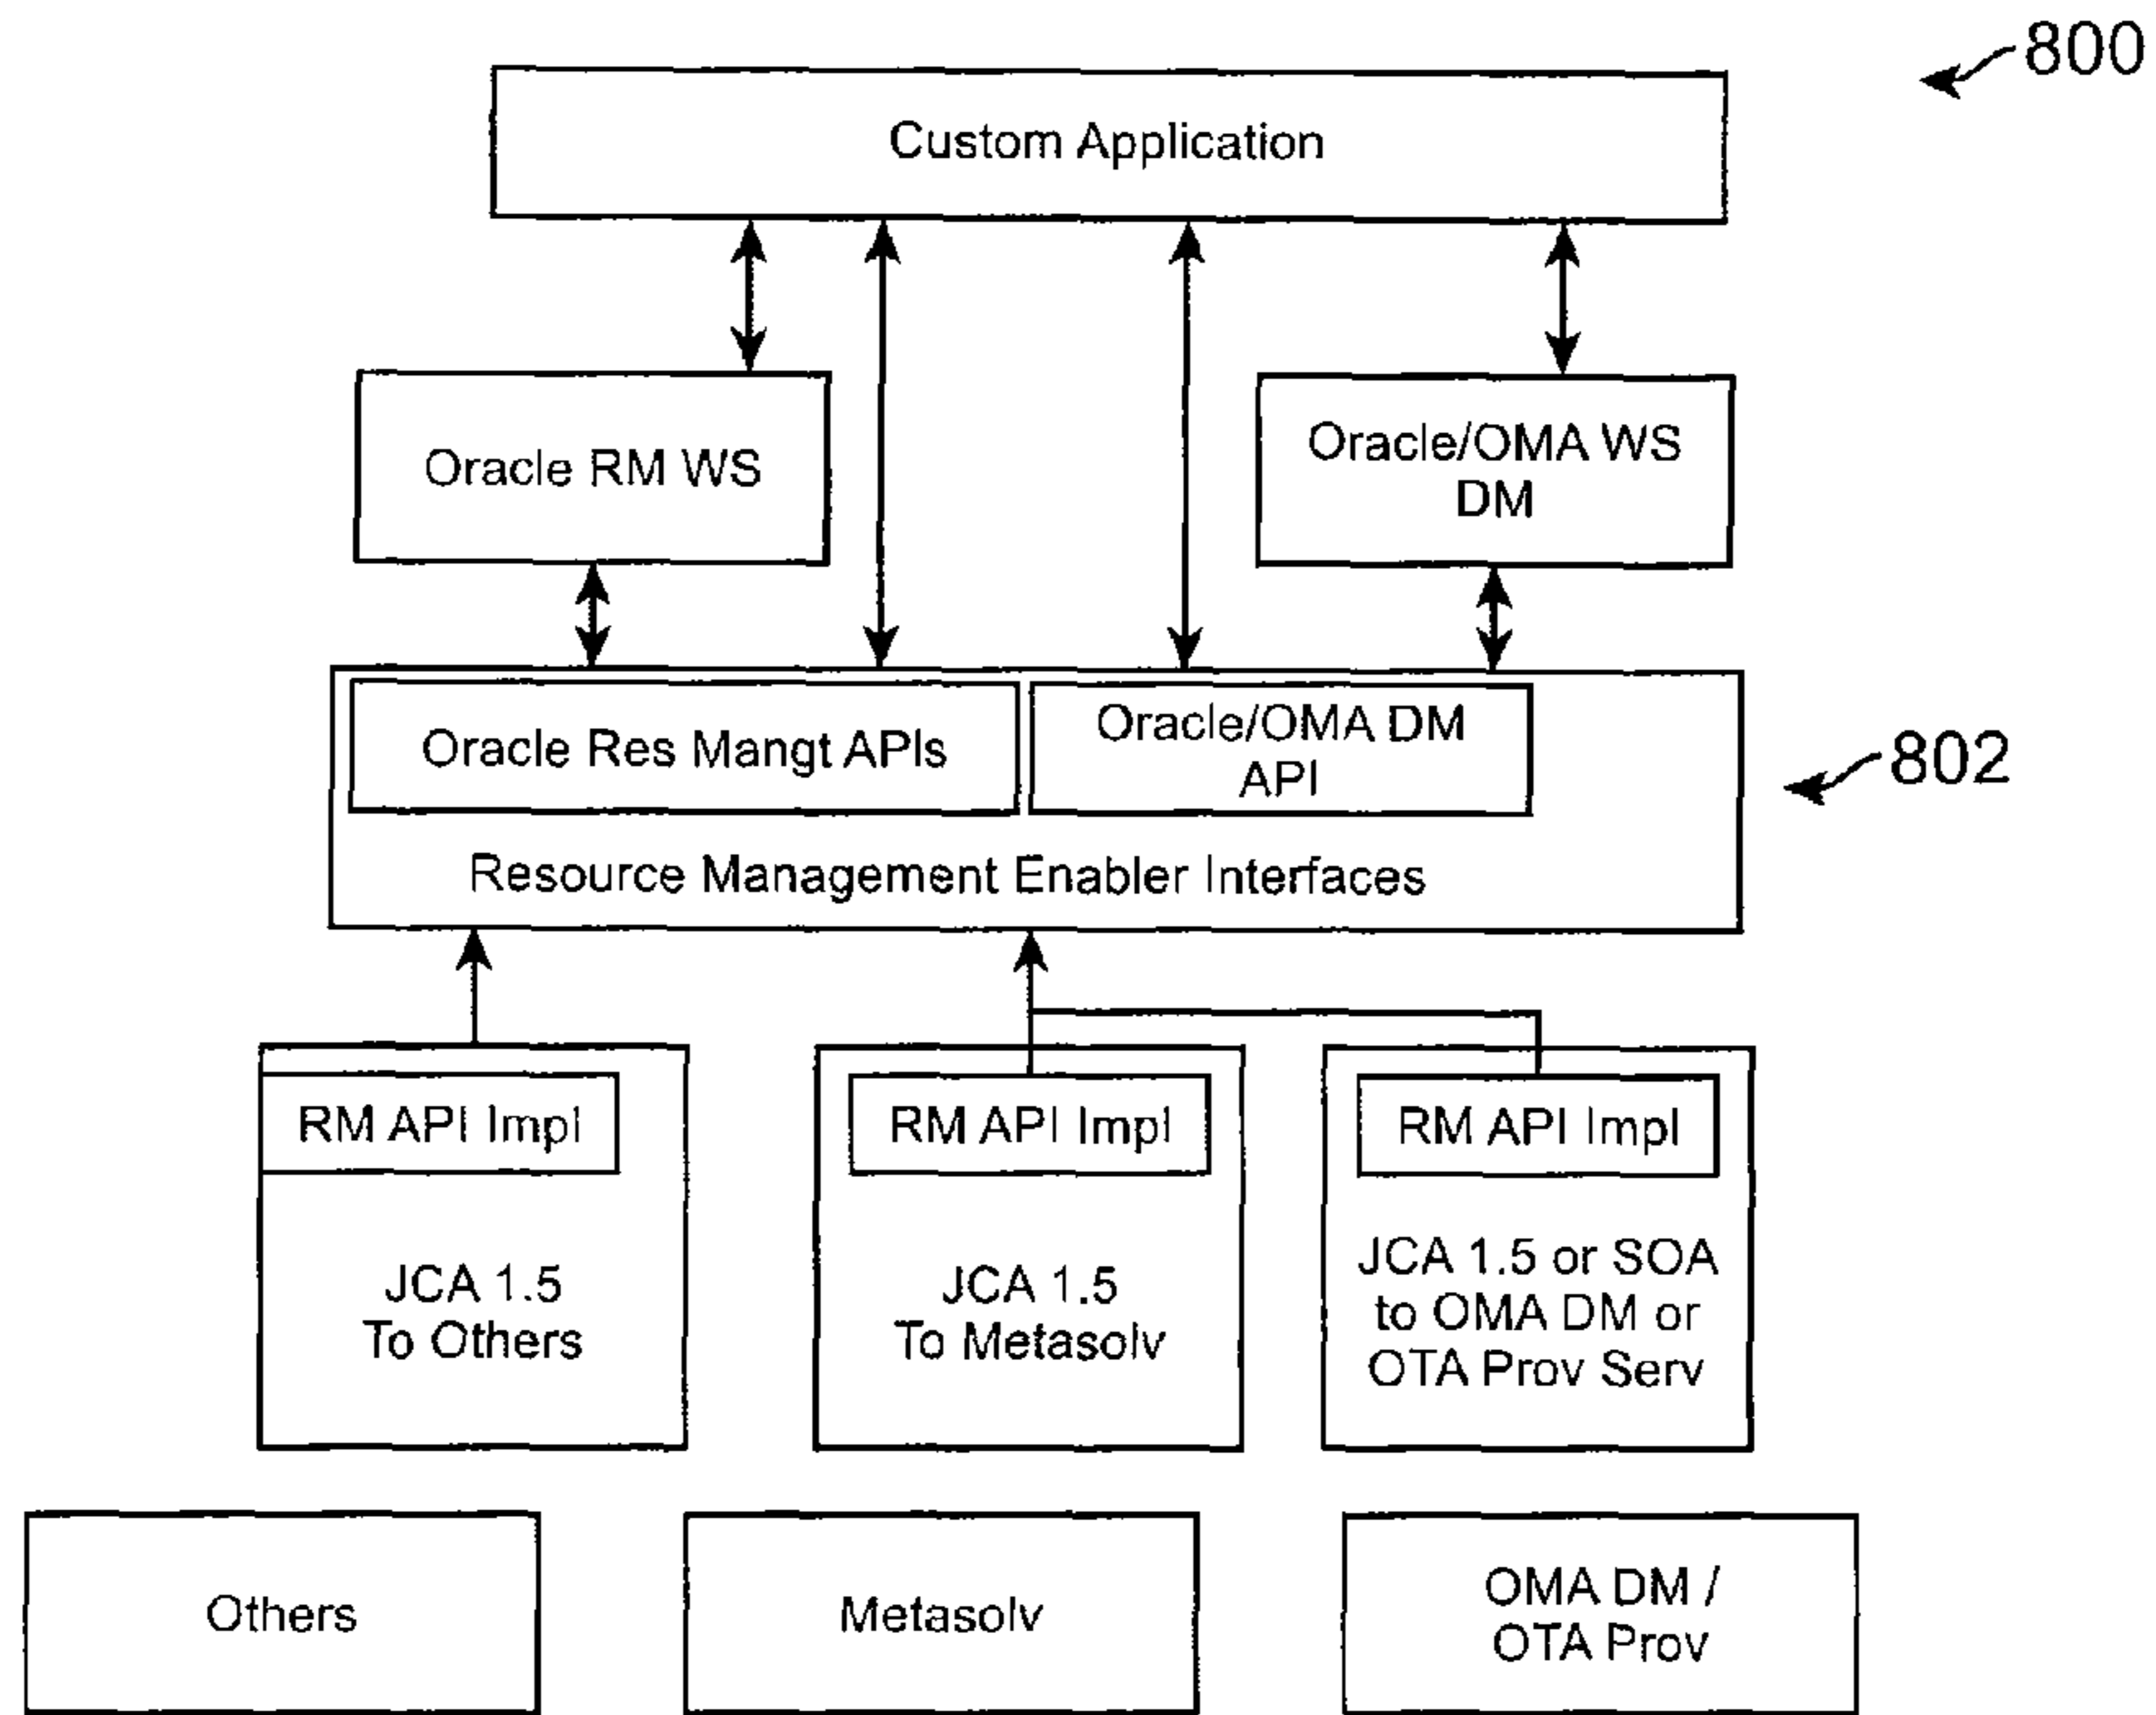 800
Custom Application
Oracle RM WS
Oracle/OMA WS
DM
Oracle Res Mangt APIs
Oracle/OMA DM
API
802
Resource Management Enabler Interfaces
RM API Impl
JCA 1.5
To Others
RM API Impl
JCA 1.5
To Metasolv
RM API Impl
JCA 1.5 or SOA
to OMA DM or
OTA Prov Serv
Others
Metasolv
OMA DM /
OTA Prov